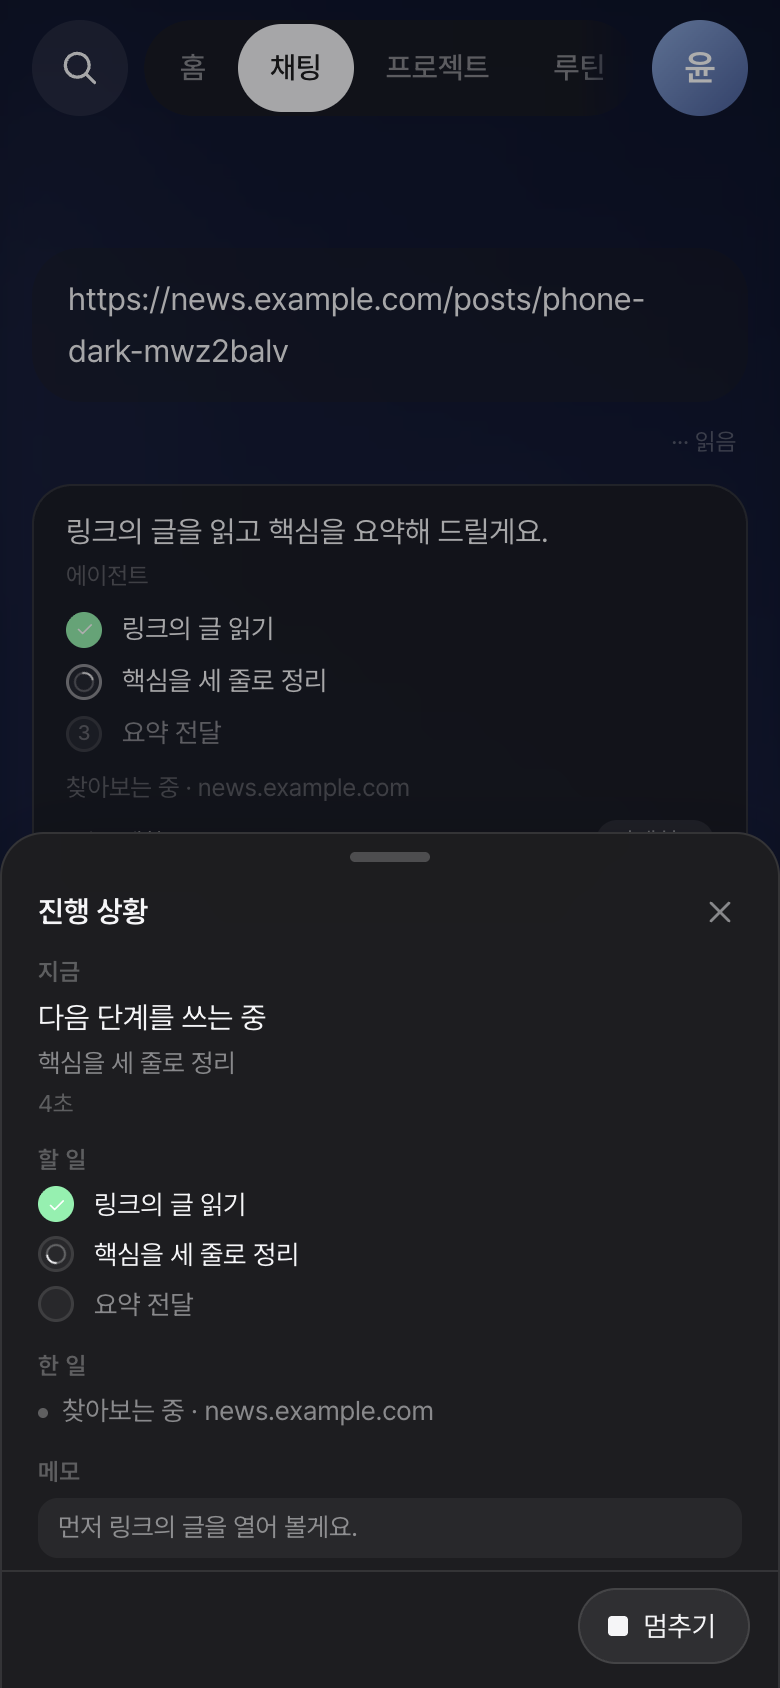 홈
채팅
프로젝트
루틴
윤
https://news.example.com/posts/phone-
dark-mwz2balv
··· 읽음
링크의 글을 읽고 핵심을 요약해 드릴게요.
에이전트
링크의 글 읽기
핵심을 세 줄로 정리
3 요약 전달
찾아보는 중 · news.example.com
진행 상황
지금
다음 단계를 쓰는 중
핵심을 세 줄로 정리
4초
할 일
링크의 글 읽기
핵심을 세 줄로 정리
요약 전달
한 일
찾아보는 중 · news.example.com
메모
먼저 링크의 글을 열어 볼게요.
멈추기